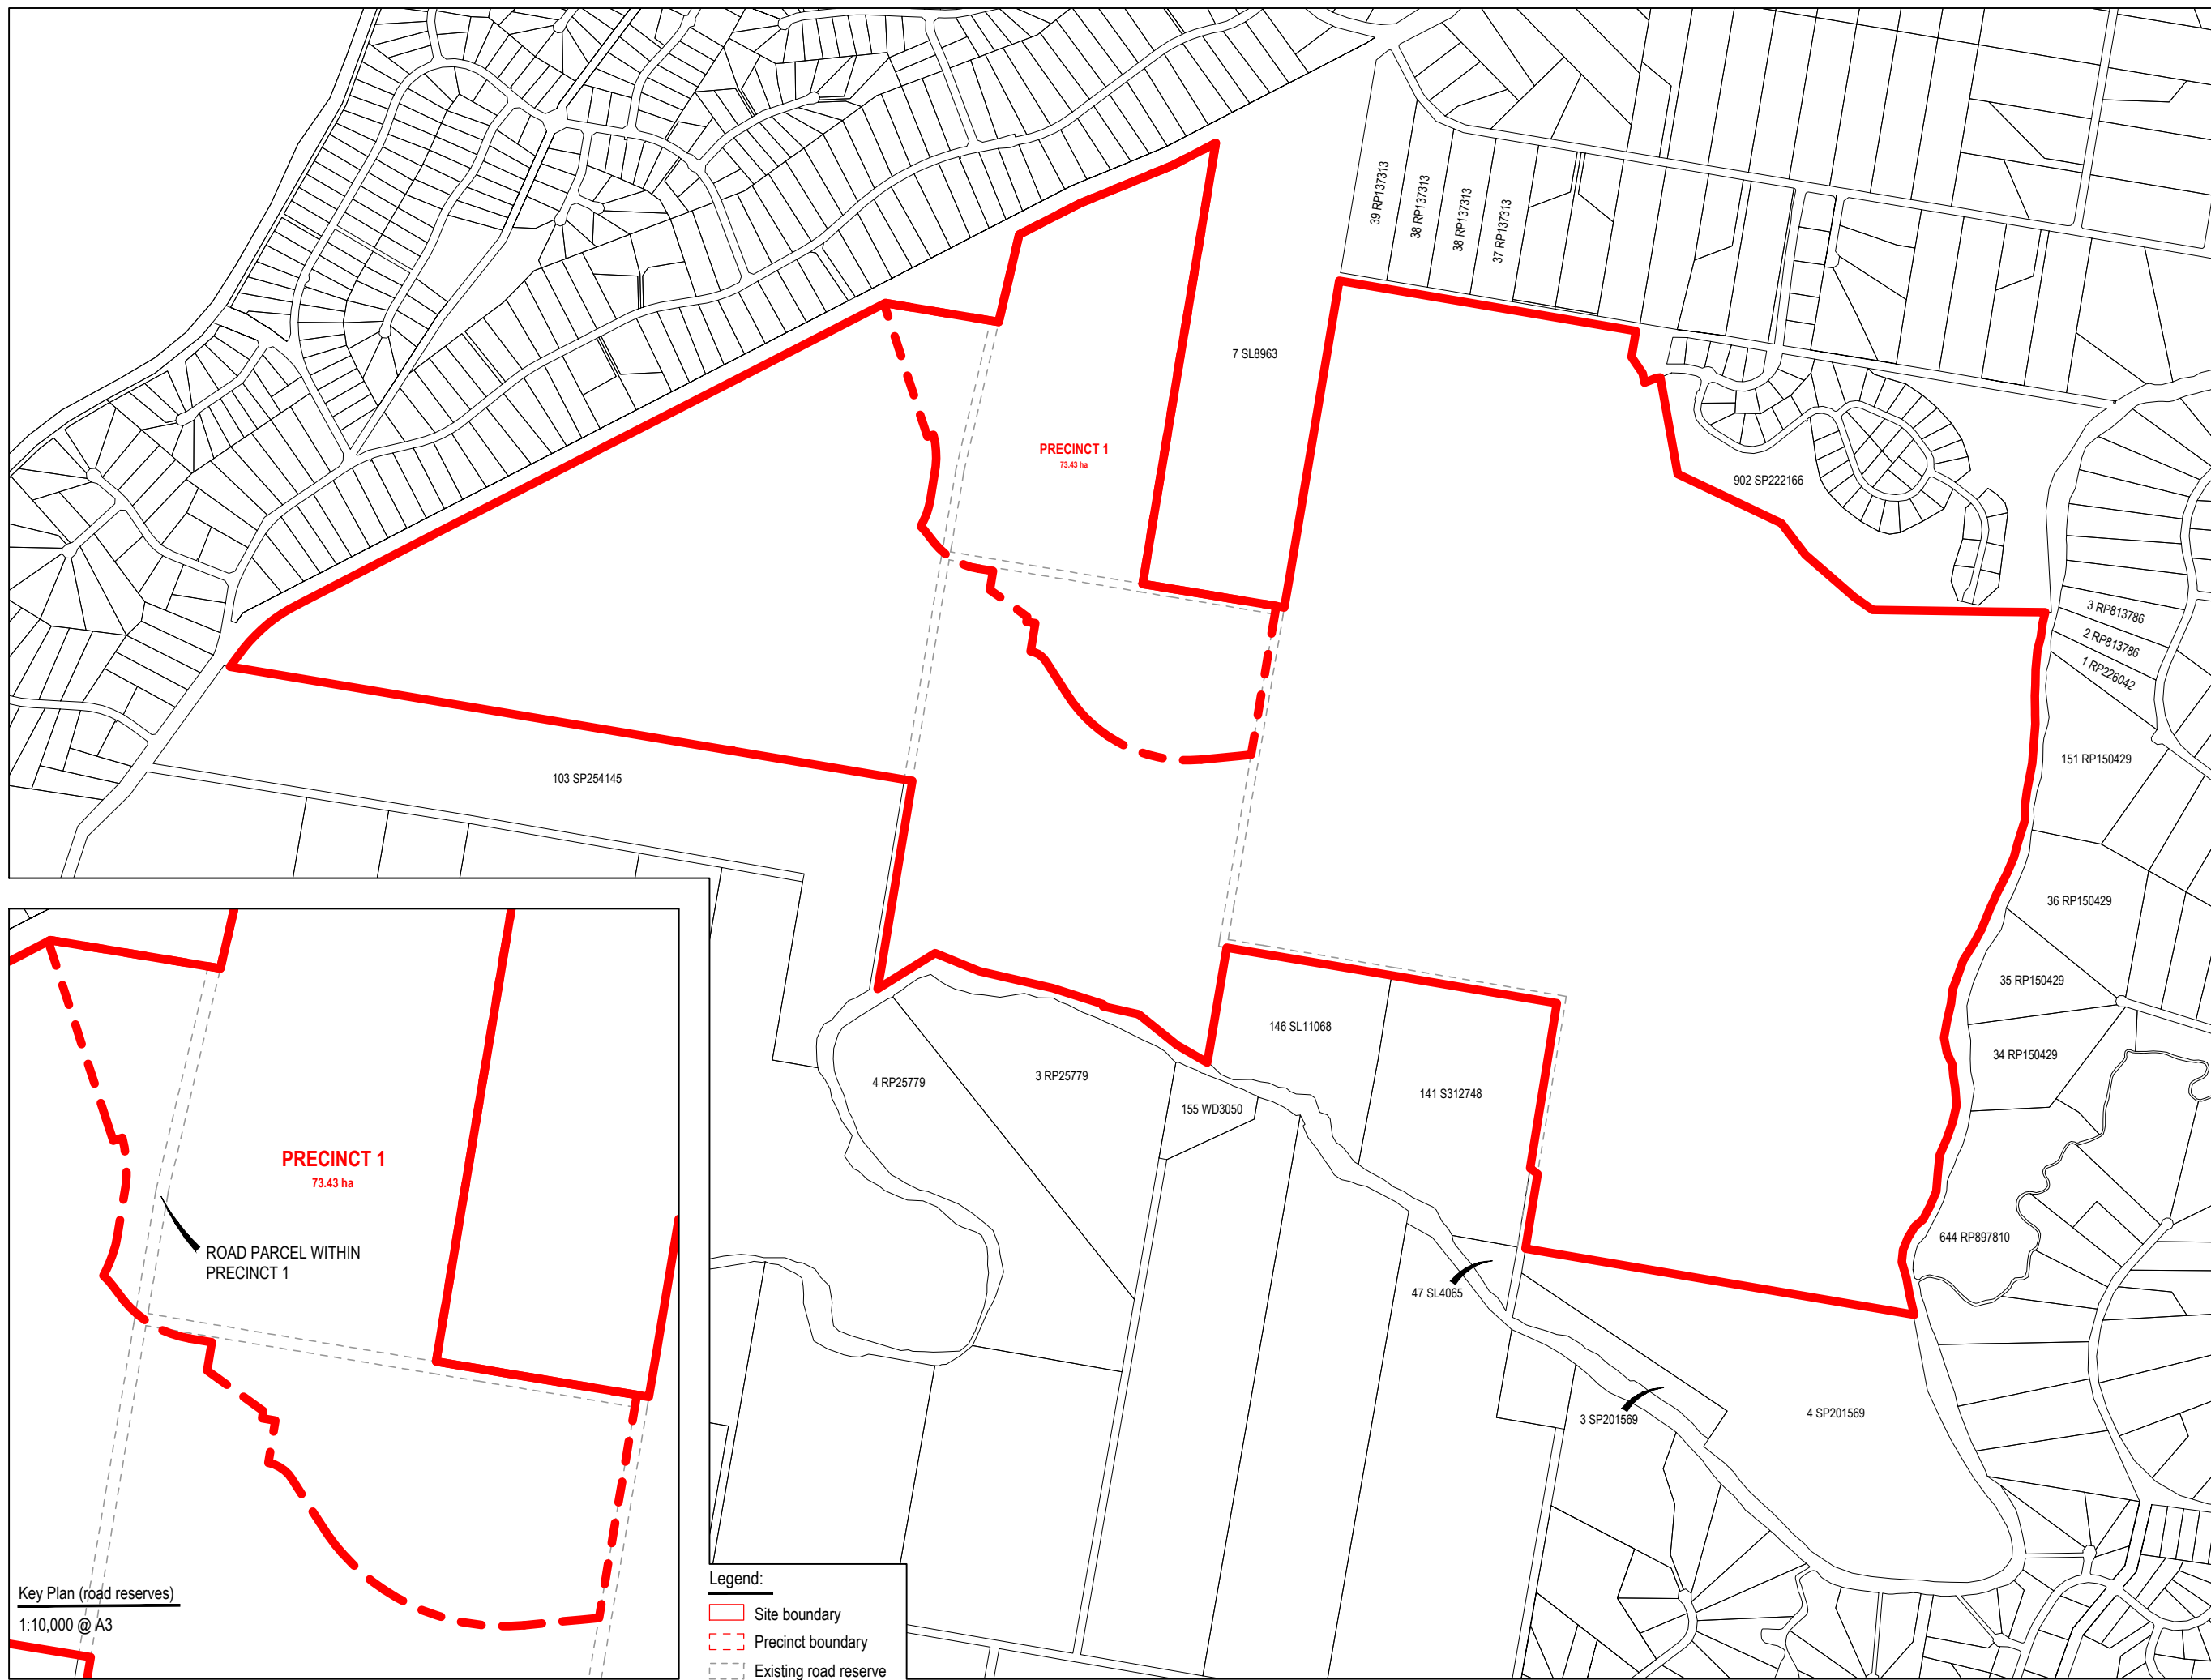 39 RP137313
38 RP137313
38 RP137313
37 RP137313
7 SL8963
PRECINCT 1
73.43 ha
902 SP222166
3 RP813786
2 RP813786
1 RP226042
151 RP150429
103 SP254145
36 RP150429
35 RP150429
146 SL11068
34 RP150429
4 RP25779
3 RP25779
141 S312748
155 WD3050
PRECINCT 1
73.43 ha
ROAD PARCEL WITHIN
PRECINCT 1
644 RP897810
47 SL4065
3 SP201569
4 SP201569
Key Plan (road reserves)
1:10,000 @ A3
Legend:
Site boundary
Precinct boundary
Existing road reserve